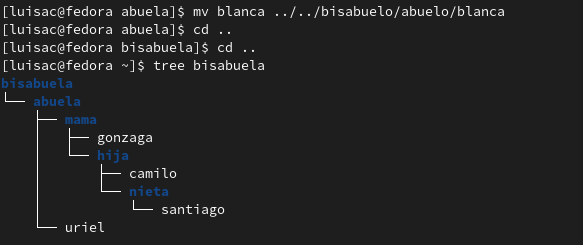 [luisac@fedora abuela]$ mv blanca ../../bisabuelo/abuelo/blanca
[luisac@fedora abuela]$ cd ..
[luisac@fedora bisabuela]$ cd ..
[luisac@fedora ~]$ tree bisabuela
bisabuela
└── abuela
    ├── mama
    │   ├── gonzaga
    │   └── hija
    │       ├── camilo
    │       └── nieta
    │           └── santiago
    └── uriel